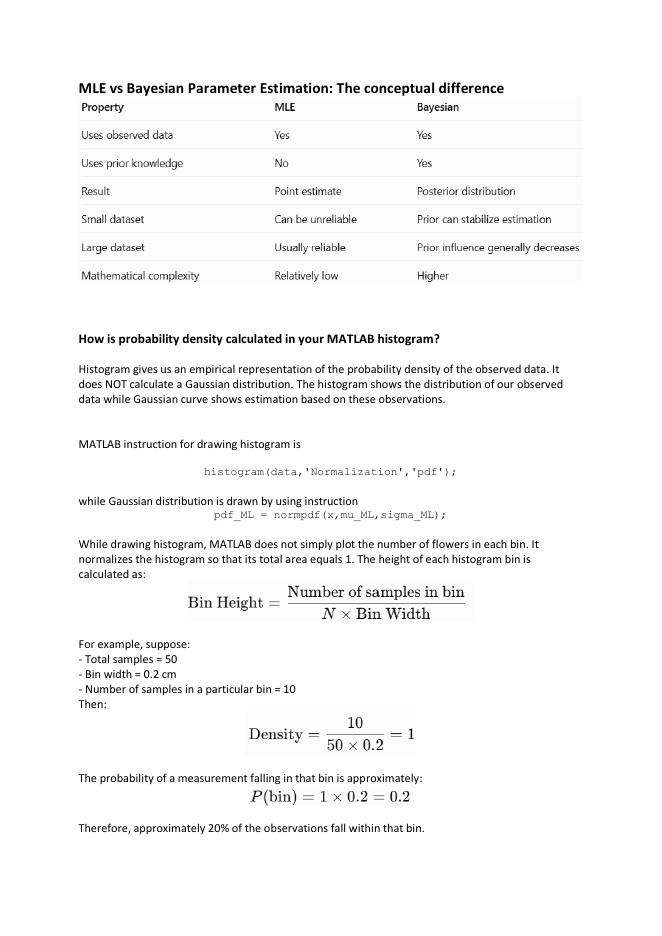 MLE vs Bayesian Parameter Estimation: The conceptual difference
Property MLE Bayesian
Uses observed data Yes Yes
Uses prior knowledge No Yes
Result Point estimate Posterior distribution
Small dataset Can be unreliable Prior can stabilize estimation
Large dataset Usually reliable Prior influence generally decreases
Mathematical complexity Relatively low Higher
How is probability density calculated in your MATLAB histogram?
Histogram gives us an empirical representation of the probability density of the observed data. It
does NOT calculate a Gaussian distribution. The histogram shows the distribution of our observed
data while Gaussian curve shows estimation based on these observations.
MATLAB instruction for drawing histogram is
histogram(data,'Normalization','pdf');
while Gaussian distribution is drawn by using instruction
pdf_ML = normpdf(x,mu_ML,sigma_ML);
While drawing histogram, MATLAB does not simply plot the number of flowers in each bin. It
normalizes the histogram so that its total area equals 1. The height of each histogram bin is
calculated as:
Bin Height = Number of samples in bin / N × Bin Width
For example, suppose:
- Total samples = 50
- Bin width = 0.2 cm
- Number of samples in a particular bin = 10
Then:
Density = 10 / 50 × 0.2 = 1
The probability of a measurement falling in that bin is approximately:
P(bin) = 1 × 0.2 = 0.2
Therefore, approximately 20% of the observations fall within that bin.